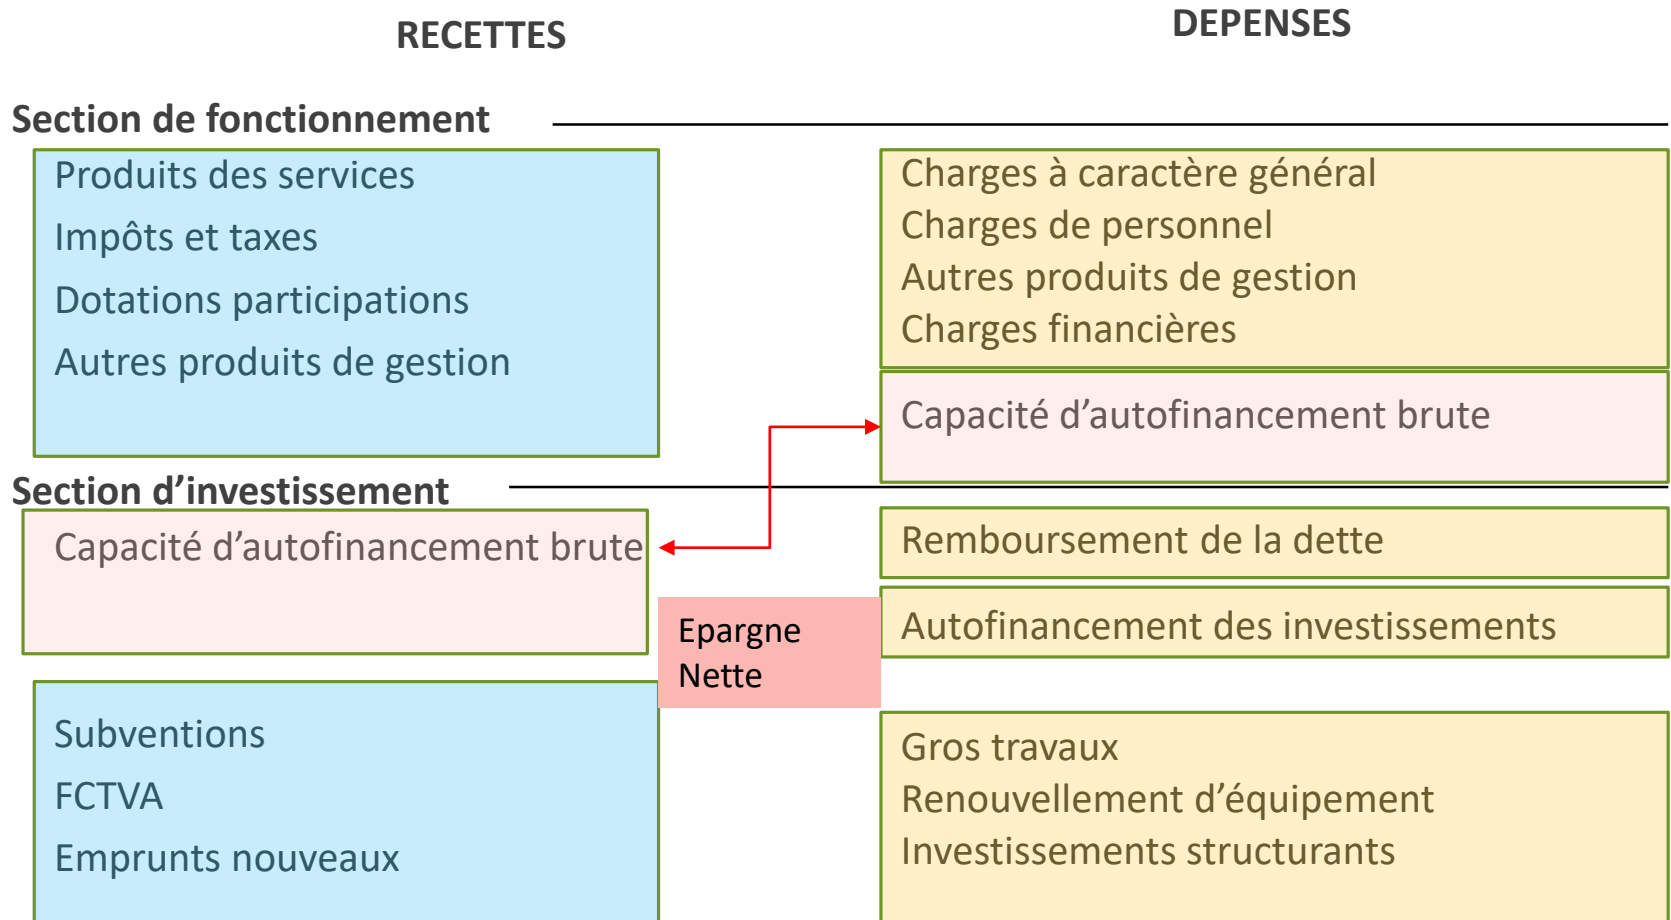 RECETTES
DEPENSES
Section de fonctionnement
Produits des services
Impôts et taxes
Dotations participations
Autres produits de gestion
Charges à caractère général
Charges de personnel
Autres produits de gestion
Charges financières
Capacité d’autofinancement brute
Section d’investissement
Capacité d’autofinancement brute
Remboursement de la dette
Epargne
Nette
Autofinancement des investissements
Subventions
FCTVA
Emprunts nouveaux
Gros travaux
Renouvellement d’équipement
Investissements structurants